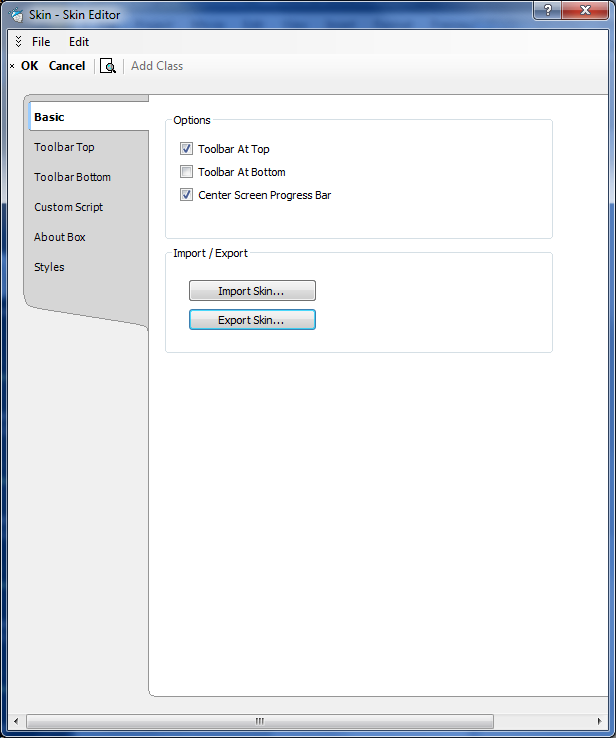 Skin - Skin Editor
File Edit
OK Cancel Add Class
Basic
Toolbar Top
Toolbar Bottom
Custom Script
About Box
Styles
Options
Toolbar At Top
Toolbar At Bottom
Center Screen Progress Bar
Import / Export
Import Skin...
Export Skin...